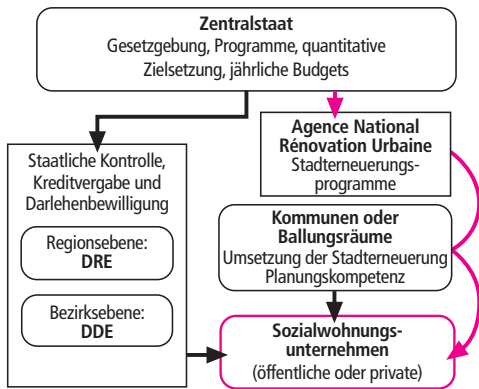 Zentralstaat
Gesetzgebung, Programme, quantitative
Zielsetzung, jährliche Budgets
Staatliche Kontrolle,
Kreditvergabe und
Darlehenbewilligung
Regionsebene:
DRE
Bezirksebene:
DDE
Agence National
Rénovation Urbaine
Stadterneuerungs-
programme
Kommunen oder
Ballungsräume
Umsetzung der Stadterneuerung
Planungskompetenz
Sozialwohnungs-
unternehmen
(öffentliche oder private)